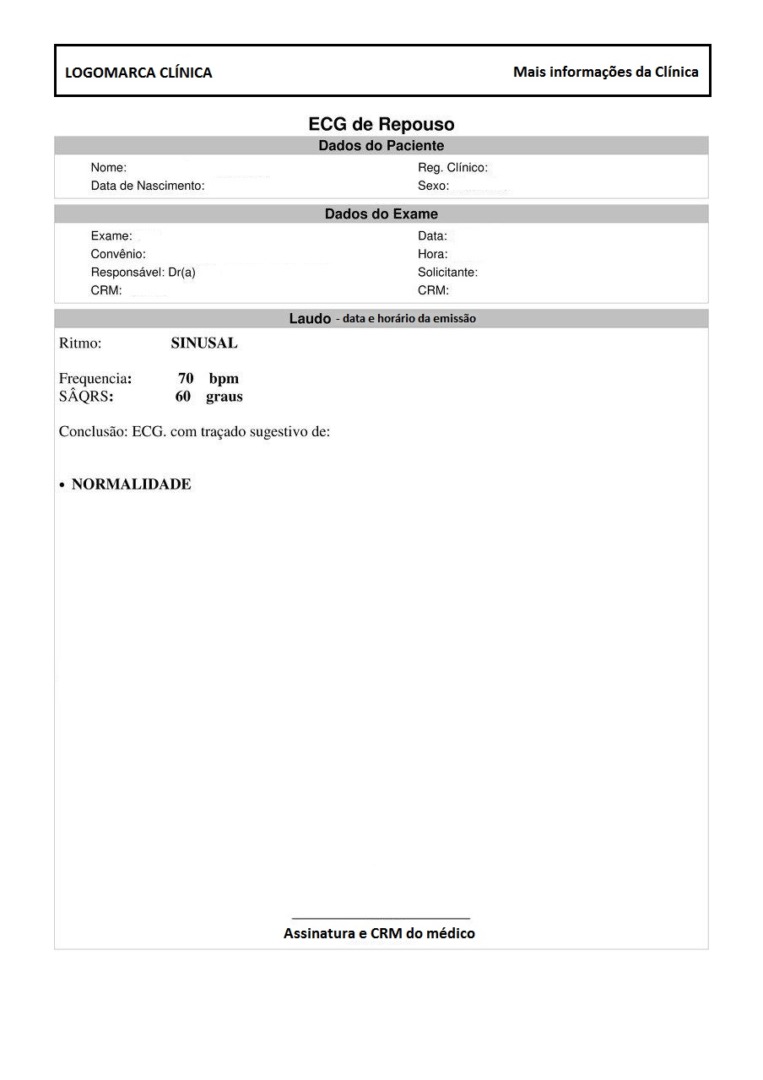 LOGOMARCA CLÍNICA Mais informações da Clínica
ECG de Repouso
Dados do Paciente
Nome: Reg. Clínico:
Data de Nascimento: Sexo:
Dados do Exame
Exame: Data:
Convênio: Hora:
Responsável: Dr(a) Solicitante:
CRM: CRM:
Laudo - data e horário da emissão
Ritmo: SINUSAL
Frequencia: 70 bpm
SÂQRS: 60 graus
Conclusão: ECG. com traçado sugestivo de:
• NORMALIDADE
Assinatura e CRM do médico